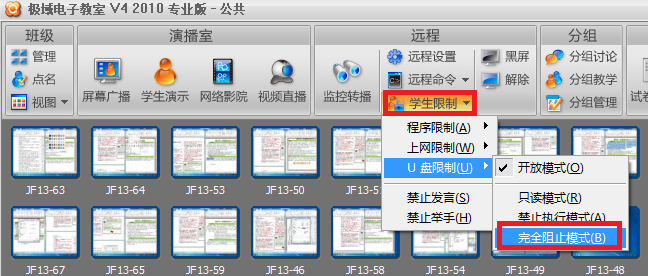 极域电子教室 V4 2010 专业版 - 公共
班级 演播室 远程 分组
管理 远程设置 黑屏 分组讨论
点名 远程命令 解除 分组教学
视图 屏幕广播 学生演示 网络影院 视频直播 监控转播 学生限制 分组管理 试卷
程序限制(A)
上网限制(W)
U 盘限制(U) 开放模式(O)
禁止发言(S) 只读模式(R)
禁止举手(H) 禁止执行模式(A)
完全阻止模式(B)
JF13-63 JF13-64 JF13-53 JF13-50
JF13-67 JF13-65 JF13-59 JF13-46 JF13-58 JF13-54 JF13-49 JF13-48